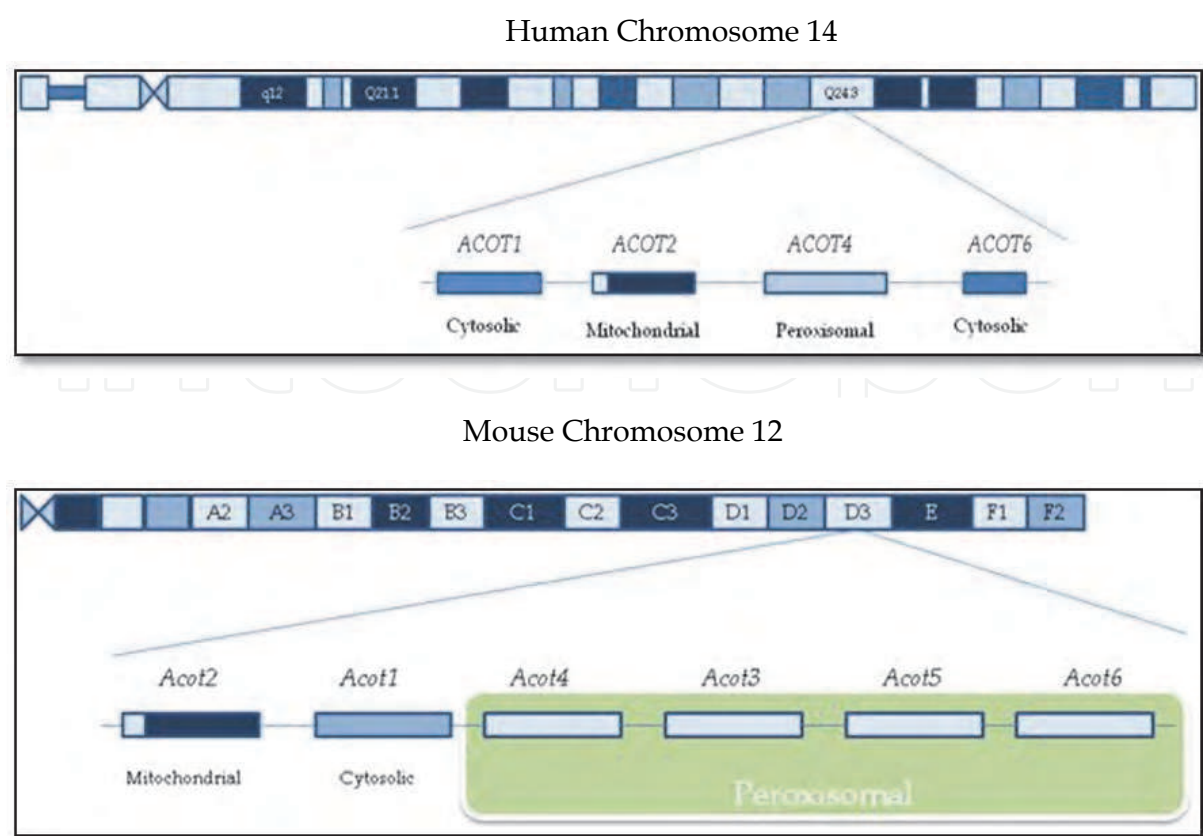 Human Chromosome 14
q12 Q21.1 Q24.3
ACOT1 ACOT2 ACOT4 ACOT6
Cytosolic Mitochondrial Peroxisomal Cytosolic
Mouse Chromosome 12
A2 A3 B1 B2 B3 C1 C2 C3 D1 D2 D3 E F1 F2
Acot2 Acot1 Acot4 Acot3 Acot5 Acot6
Mitochondrial Cytosolic
Peroxisomal